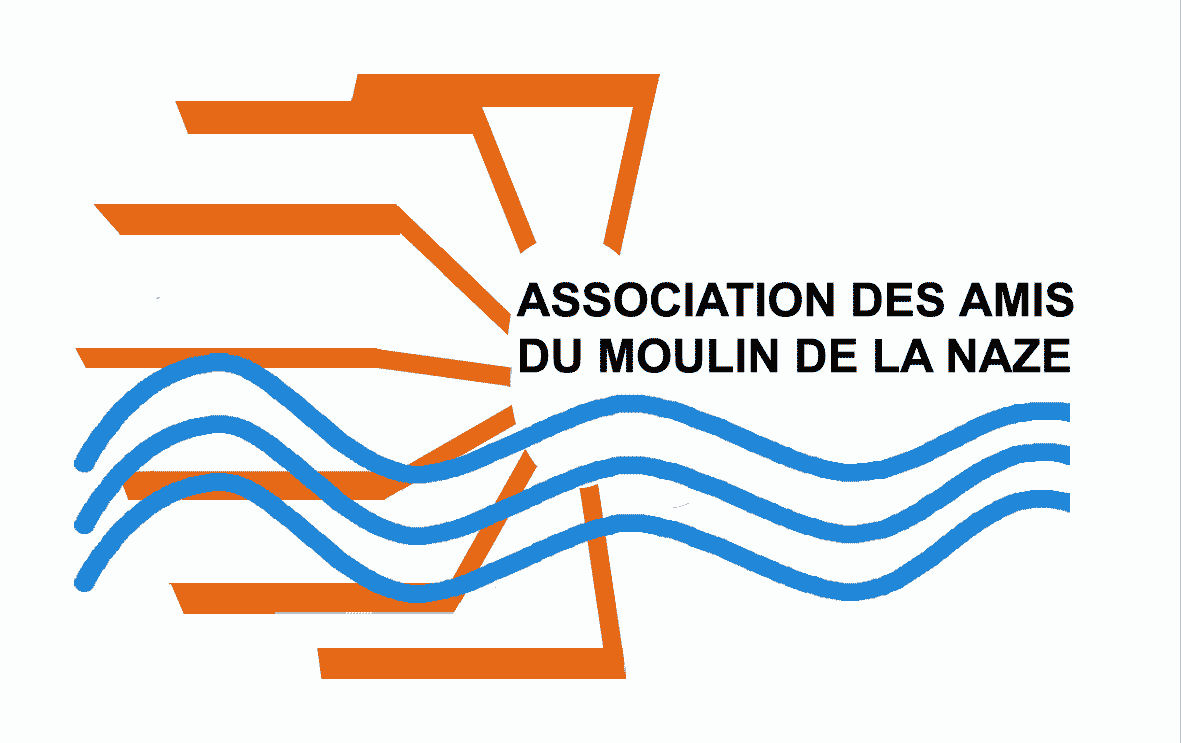 ASSOCIATION DES AMIS
DU MOULIN DE LA NAZE